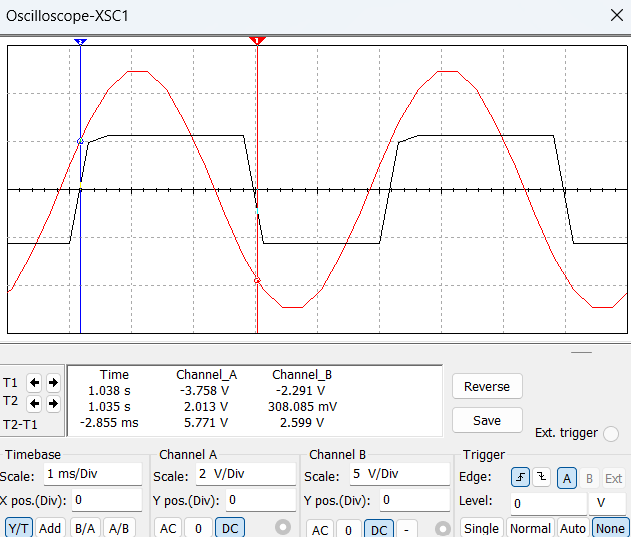 Oscilloscope-XSC1
2 1
Time Channel_A Channel_B
T1 1.038 s -3.758 V -2.291 V
T2 1.035 s 2.013 V 308.085 mV
T2-T1 -2.855 ms 5.771 V 2.599 V
Reverse
Save
Ext. trigger
Timebase Channel A Channel B Trigger
Scale: 1 ms/Div Scale: 2 V/Div Scale: 5 V/Div Edge: A B Ext
X pos.(Div): 0 Y pos.(Div): 0 Y pos.(Div): 0 Level: 0 V
Y/T Add B/A A/B AC 0 DC AC 0 DC - Single Normal Auto None